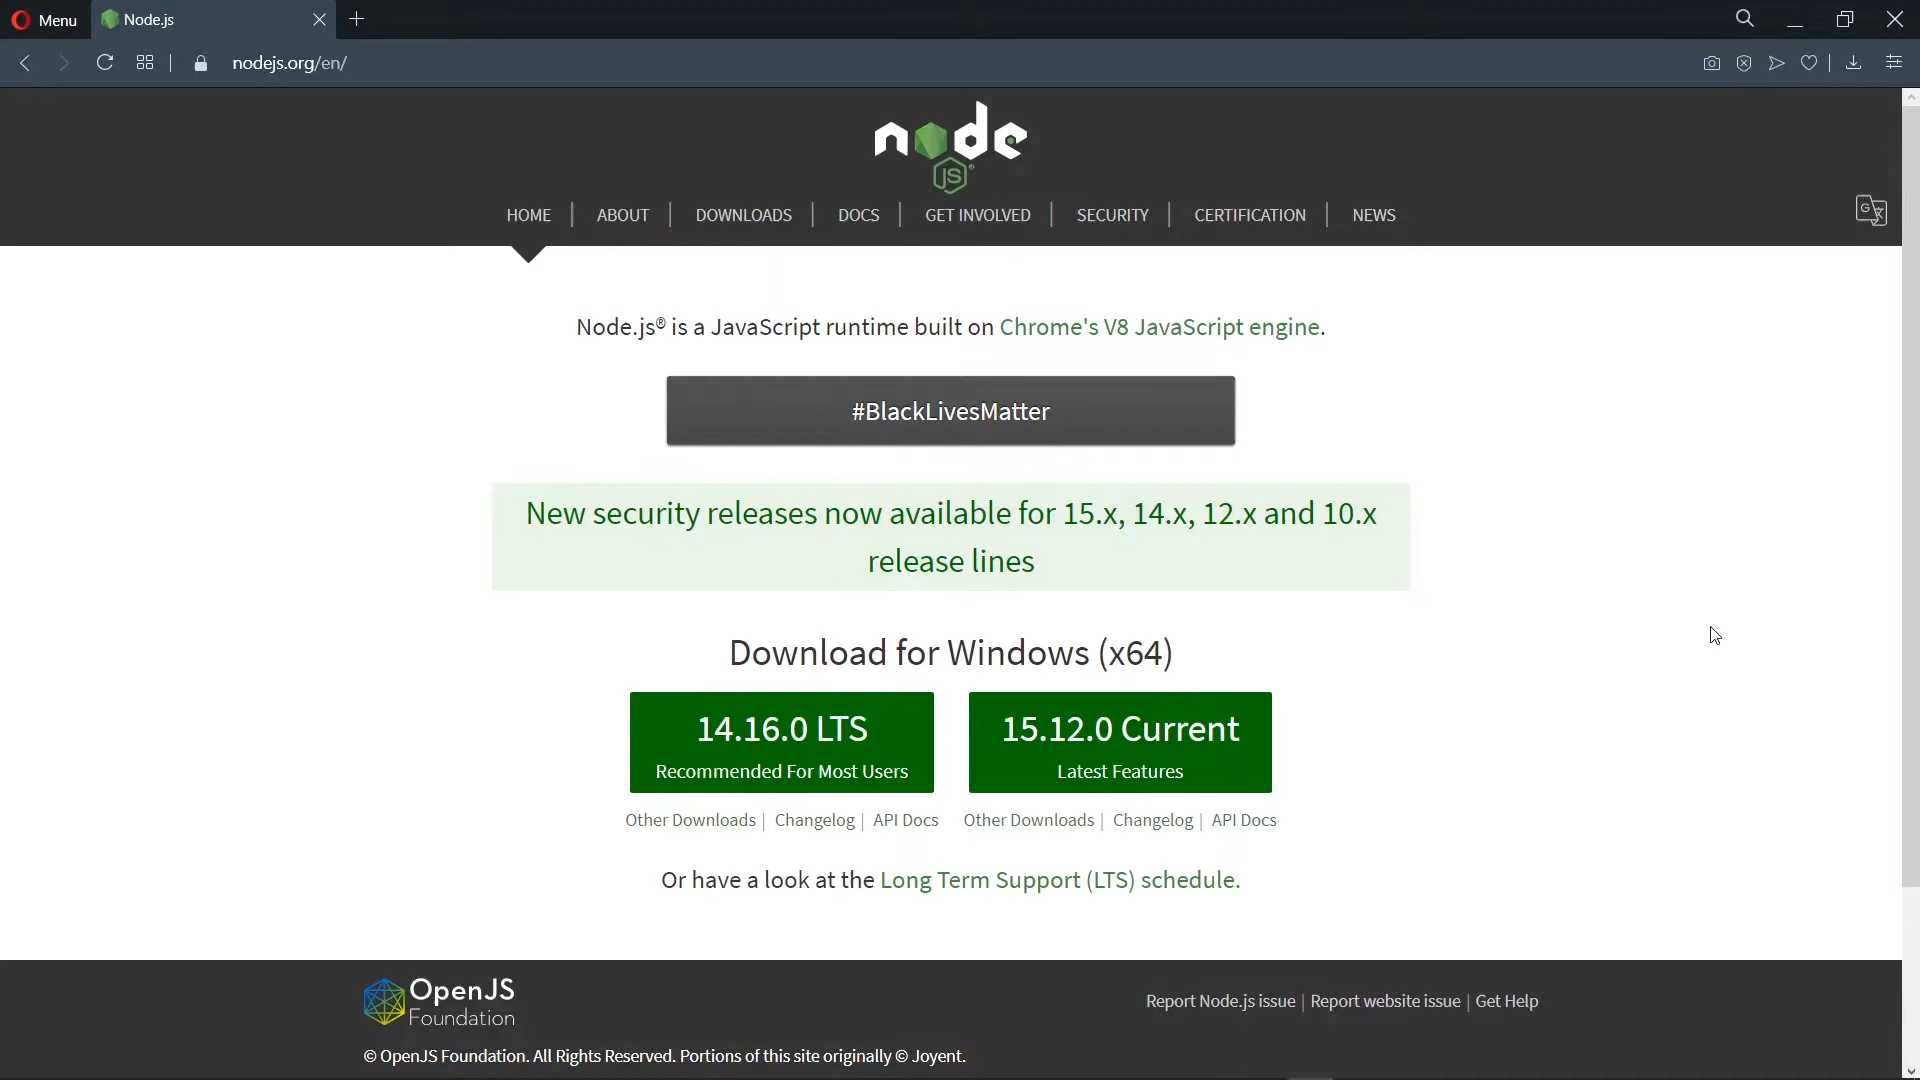 Menu
Node.js
nodejs.org/en/
node
JS
HOME | ABOUT | DOWNLOADS | DOCS | GET INVOLVED | SECURITY | CERTIFICATION | NEWS
Node.js® is a JavaScript runtime built on Chrome's V8 JavaScript engine.
#BlackLivesMatter
New security releases now available for 15.x, 14.x, 12.x and 10.x
release lines
Download for Windows (x64)
14.16.0 LTS
Recommended For Most Users
15.12.0 Current
Latest Features
Other Downloads | Changelog | API Docs
Other Downloads | Changelog | API Docs
Or have a look at the Long Term Support (LTS) schedule.
OpenJS
Foundation
Report Node.js issue | Report website issue | Get Help
© OpenJS Foundation. All Rights Reserved. Portions of this site originally © Joyent.